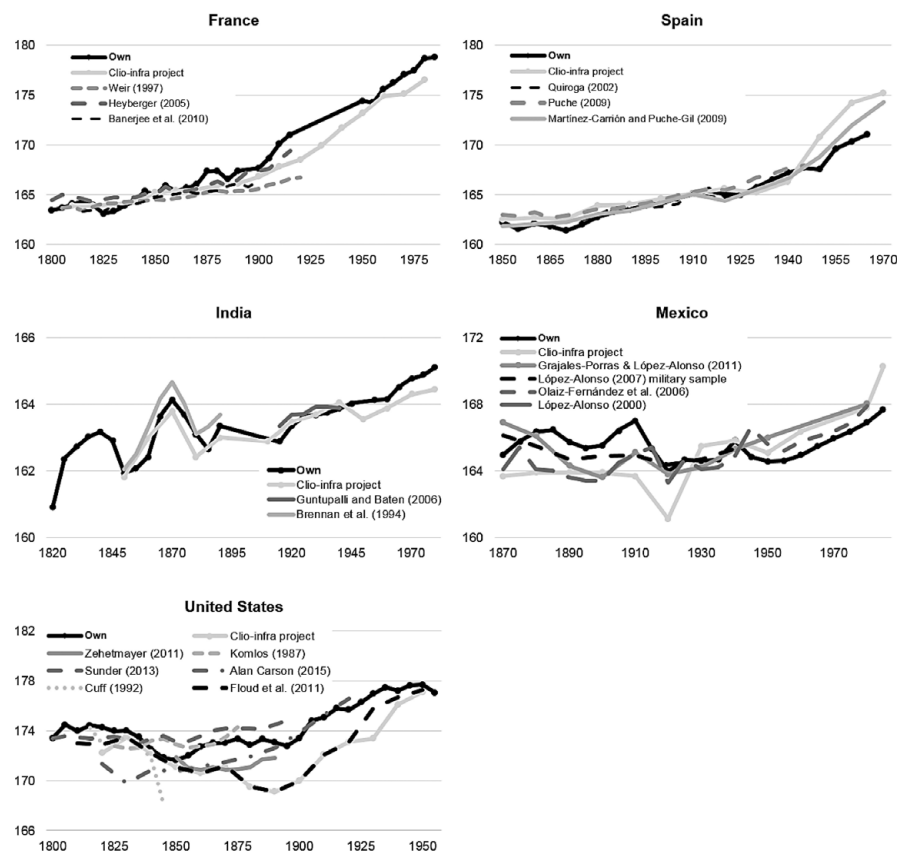 France
180
175
170
165
160
Own
Clio-infra project
Weir (1997)
Heyberger (2005)
Banerjee et al. (2010)
1800 1825 1850 1875 1900 1925 1950 1975
Spain
180
175
170
165
160
Own
Clio-infra project
Quiroga (2002)
Puche (2009)
Martínez-Carrión and Puche-Gil (2009)
1850 1865 1880 1895 1910 1925 1940 1955 1970
India
166
164
162
160
Own
Clio-infra project
Guntupalli and Baten (2006)
Brennan et al. (1994)
1820 1845 1870 1895 1920 1945 1970
Mexico
172
168
164
160
Own
Clio-infra project
Grajales-Porras & López-Alonso (2011)
López-Alonso (2007) military sample
Olaiz-Fernández et al. (2006)
López-Alonso (2000)
1870 1890 1910 1930 1950 1970
United States
182
178
174
170
166
Own Clio-infra project
Zehetmayer (2011) Komlos (1987)
Sunder (2013) Alan Carson (2015)
Cuff (1992) Floud et al. (2011)
1800 1825 1850 1875 1900 1925 1950